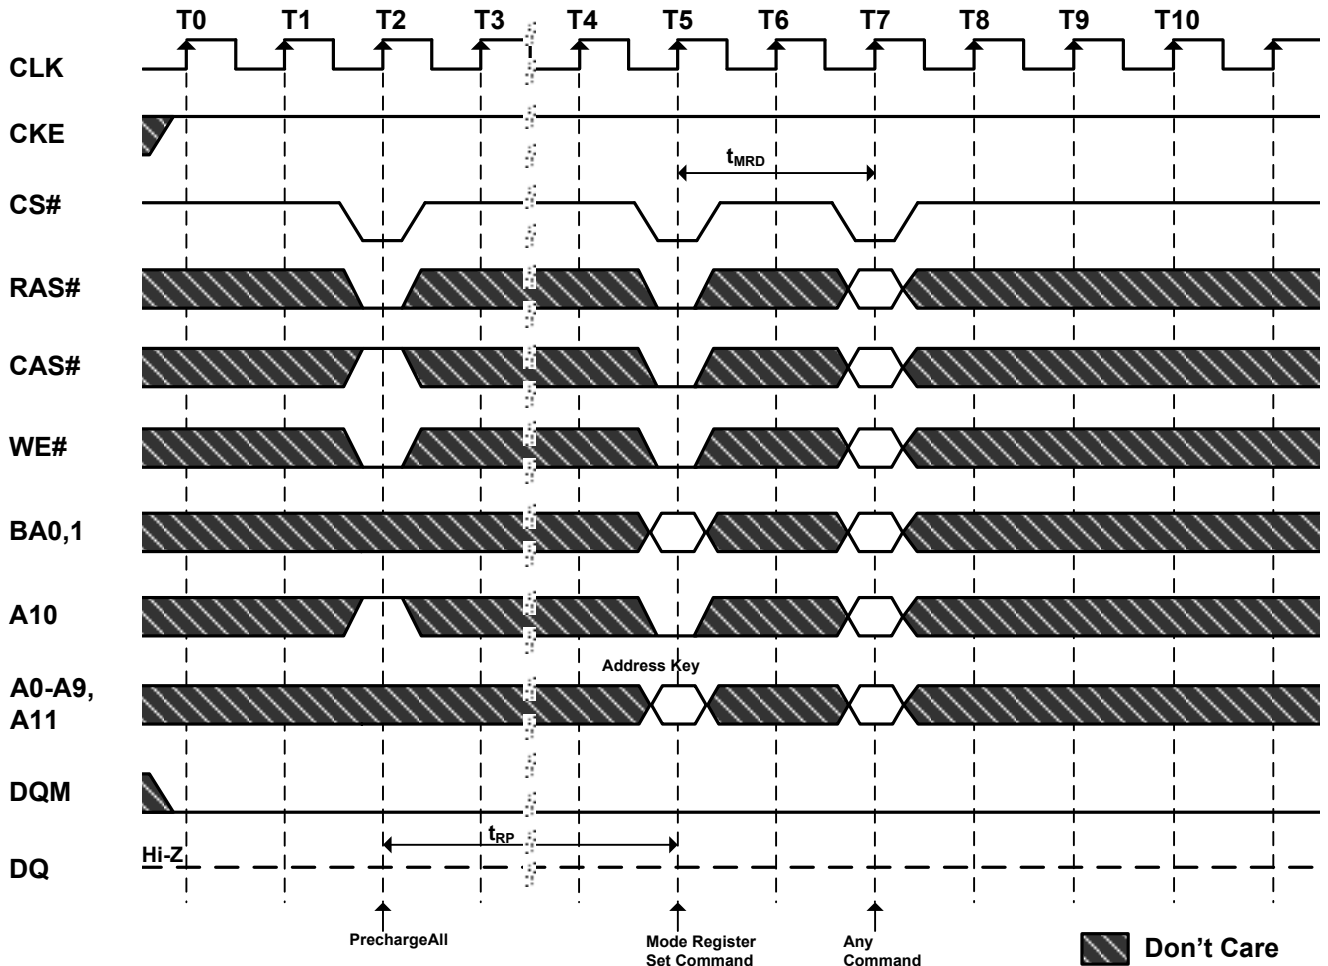 T0 T1 T2 T3 T4 T5 T6 T7 T8 T9 T10
CLK
CKE
tMRD
CS#
RAS#
CAS#
WE#
BA0,1
A10
Address Key
A0-A9,
A11
DQM
tRP
Hi-Z
DQ
PrechargeAll
Mode Register
Set Command
Any
Command
Don't Care